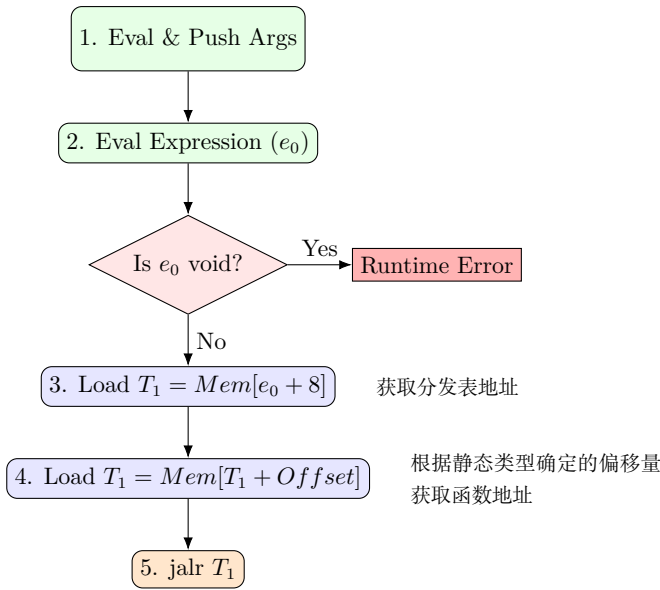 1. Eval & Push Args
2. Eval Expression (e₀)
Is e₀ void?
Yes
Runtime Error
No
3. Load T₁ = Mem[e₀ + 8]
获取分发表地址
4. Load T₁ = Mem[T₁ + Offset]
根据静态类型确定的偏移量
获取函数地址
5. jalr T₁